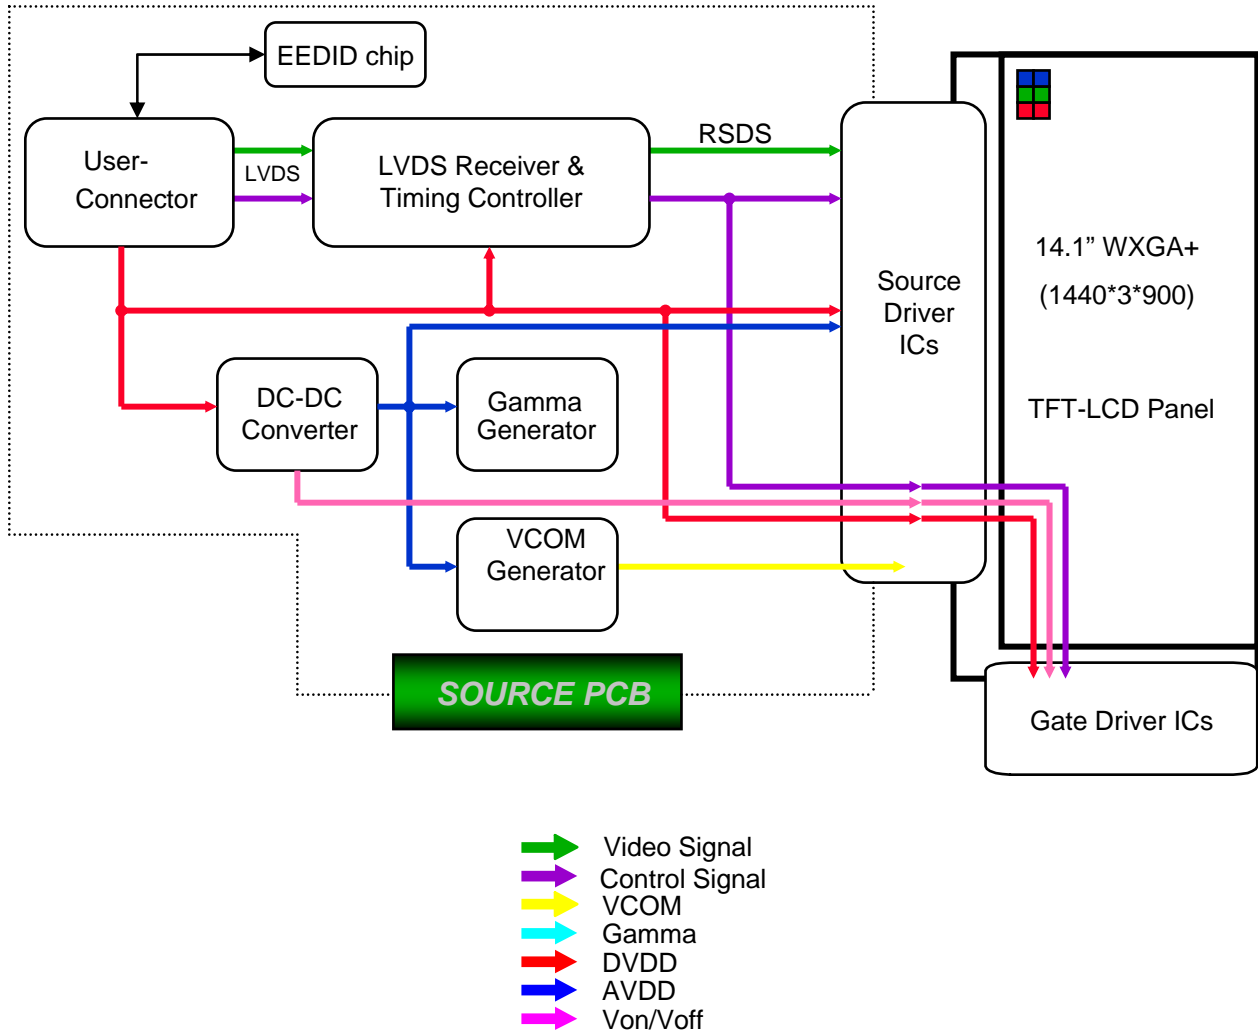 EEDID chip
User-
Connector
LVDS
LVDS Receiver &
Timing Controller
RSDS
Source
Driver
ICs
14.1” WXGA+
(1440*3*900)
TFT-LCD Panel
DC-DC
Converter
Gamma
Generator
VCOM
Generator
SOURCE PCB
Gate Driver ICs
Video Signal
Control Signal
VCOM
Gamma
DVDD
AVDD
Von/Voff